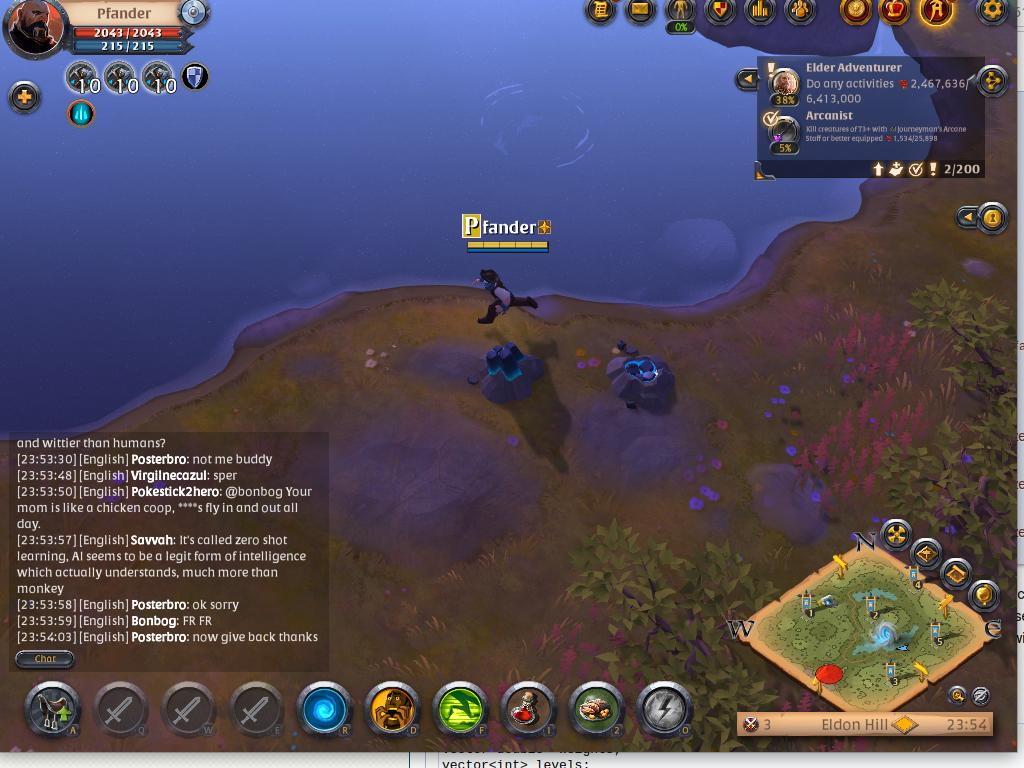 Pfander
2043 / 2043
215 / 215
10
10
10
0%
Elder Adventurer
Do any activities 2,467,636/
6,413,000
38%
Arcanist
Kill creatures of T3+ with Journeyman's Arcane
Staff or better equipped 1,534/25,898
5%
2/200
Pfander
and wittier than humans?
[23:53:30] [English] Posterbro: not me buddy
[23:53:48] [English] Virgilnecazul: sper
[23:53:50] [English] Pokestick2hero: @bonbog Your
mom is like a chicken coop, ****s fly in and out all
day.
[23:53:57] [English] Savvah: It's called zero shot
learning, AI seems to be a legit form of intelligence
which actually understands, much more than
monkey
[23:53:58] [English] Posterbro: ok sorry
[23:53:59] [English] Bonbog: FR FR
[23:54:03] [English] Posterbro: now give back thanks
Chat
N
W
E
1
2
3
4
5
A
Q
W
E
R
D
F
1
2
O
3
Eldon Hill
23:54
vector<int> levels;